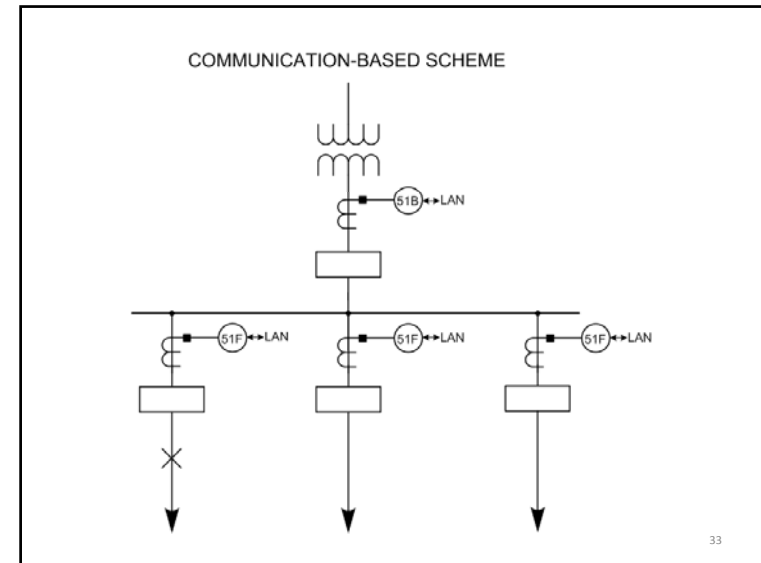 COMMUNICATION-BASED SCHEME
51B LAN
51F LAN 51F LAN 51F LAN
33